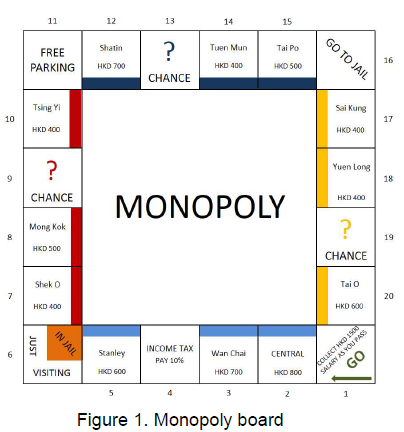 11
12
13
14
15
FREE
PARKING
Shatin
HKD 700
?
CHANCE
Tuen Mun
HKD 400
Tai Po
HKD 500
GO TO JAIL
16
10
Tsing Yi
HKD 400
Sai Kung
HKD 400
17
9
?
CHANCE
Yuen Long
HKD 400
18
MONOPOLY
8
Mong Kok
HKD 500
?
CHANCE
19
7
Shek O
HKD 400
Tai O
HKD 600
20
6
JUST
IN JAIL
VISITING
Stanley
HKD 600
INCOME TAX
PAY 10%
Wan Chai
HKD 700
CENTRAL
HKD 800
COLLECT HKD 1500
SALARY AS YOU PASS
GO
5
4
3
2
1
Figure 1. Monopoly board